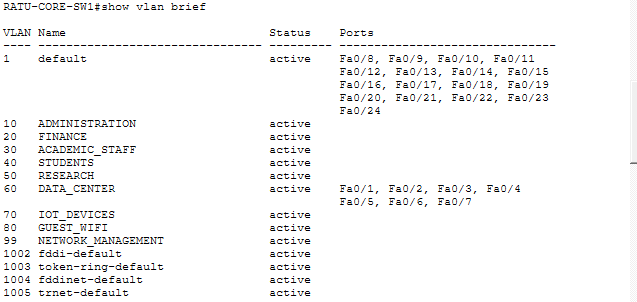 RATU-CORE-SW1#show vlan brief
VLAN Name                             Status    Ports
---- -------------------------------- --------- -------------------------------
1    default                          active    Fa0/8, Fa0/9, Fa0/10, Fa0/11
                                                Fa0/12, Fa0/13, Fa0/14, Fa0/15
                                                Fa0/16, Fa0/17, Fa0/18, Fa0/19
                                                Fa0/20, Fa0/21, Fa0/22, Fa0/23
                                                Fa0/24
10   ADMINISTRATION                   active
20   FINANCE                          active
30   ACADEMIC_STAFF                   active
40   STUDENTS                         active
50   RESEARCH                         active
60   DATA_CENTER                      active    Fa0/1, Fa0/2, Fa0/3, Fa0/4
                                                Fa0/5, Fa0/6, Fa0/7
70   IOT_DEVICES                      active
80   GUEST_WIFI                       active
99   NETWORK_MANAGEMENT               active
1002 fddi-default                     active
1003 token-ring-default               active
1004 fddinet-default                  active
1005 trnet-default                    active